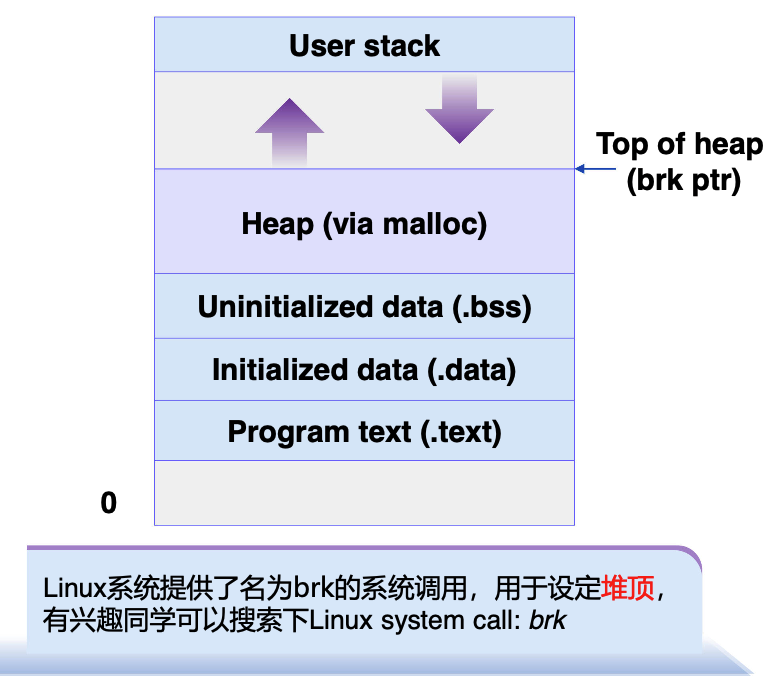 User stack
Top of heap
(brk ptr)
Heap (via malloc)
Uninitialized data (.bss)
Initialized data (.data)
Program text (.text)
0
Linux系统提供了名为brk的系统调用，用于设定堆顶，
有兴趣同学可以搜索下Linux system call: brk